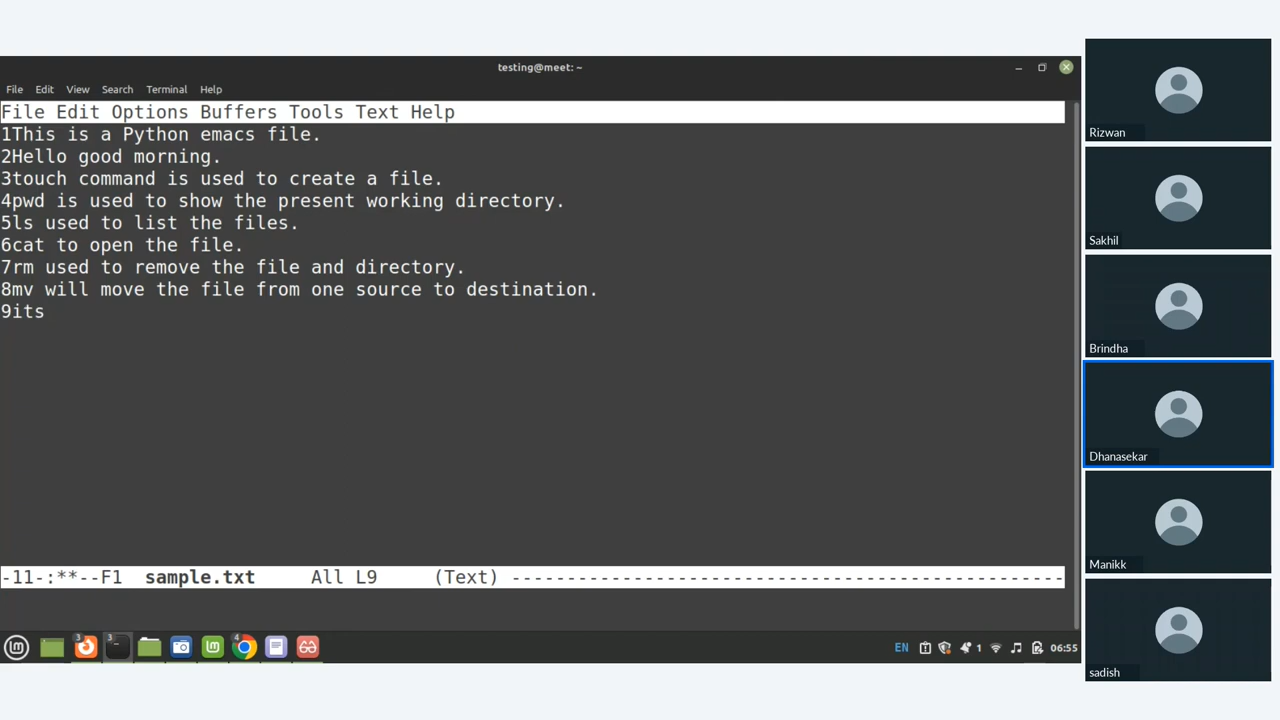 testing@meet: ~
File Edit View Search Terminal Help
File Edit Options Buffers Tools Text Help
1This is a Python emacs file.
2Hello good morning.
3touch command is used to create a file.
4pwd is used to show the present working directory.
5ls used to list the files.
6cat to open the file.
7rm used to remove the file and directory.
8mv will move the file from one source to destination.
9its
-11-:**--F1 sample.txt All L9 (Text) --------------------------------------------------
3 3 4 EN 1 06:55
Rizwan
Sakhil
Brindha
Dhanasekar
Manikk
sadish